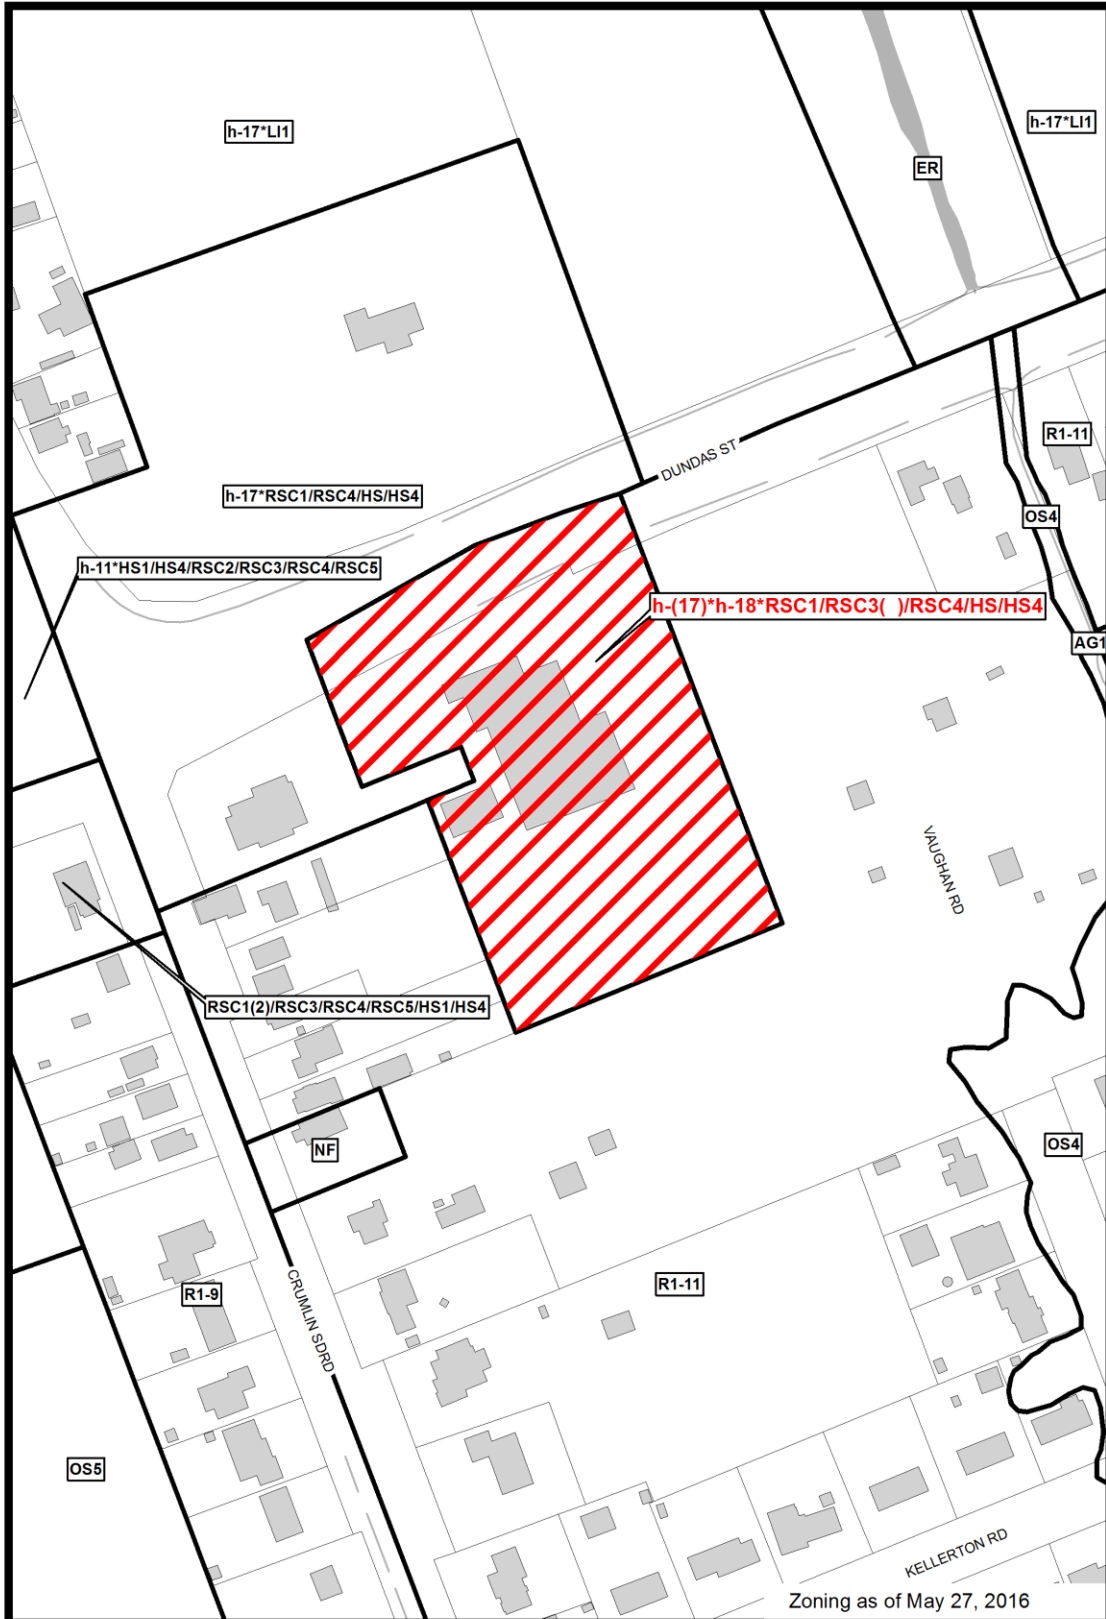 h-17*LI1
h-17*LI1
ER
R1-11
DUNDAS ST
h-17*RSC1/RSC4/HS/HS4
OS4
h-11*HS1/HS4/RSC2/RSC3/RSC4/RSC5
h-(17)*h-18*RSC1/RSC3( )/RSC4/HS/HS4
AG1
VAUGHAN RD
RSC1(2)/RSC3/RSC4/RSC5/HS1/HS4
NF
OS4
R1-9
R1-11
CRUMLIN SDRD
OS5
KELLERTON RD
Zoning as of May 27, 2016